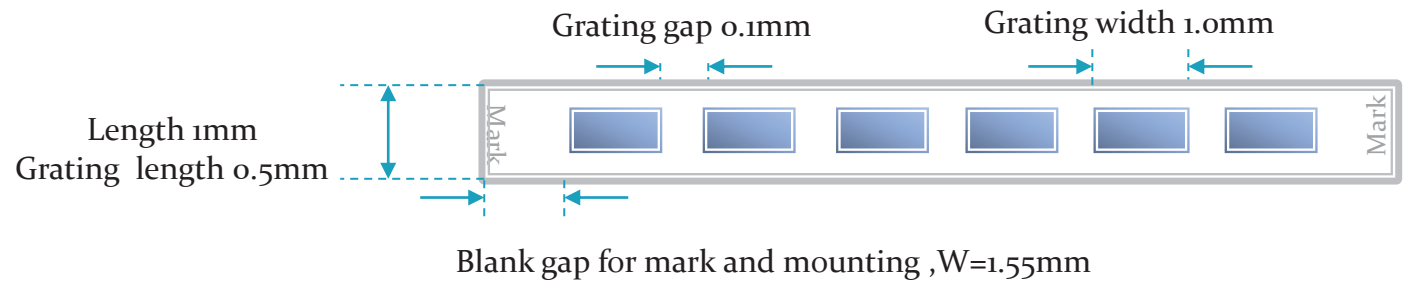 Grating gap 0.1mm
Grating width 1.0mm
Mark
Mark
Length 1mm
Grating length 0.5mm
Blank gap for mark and mounting ,W=1.55mm